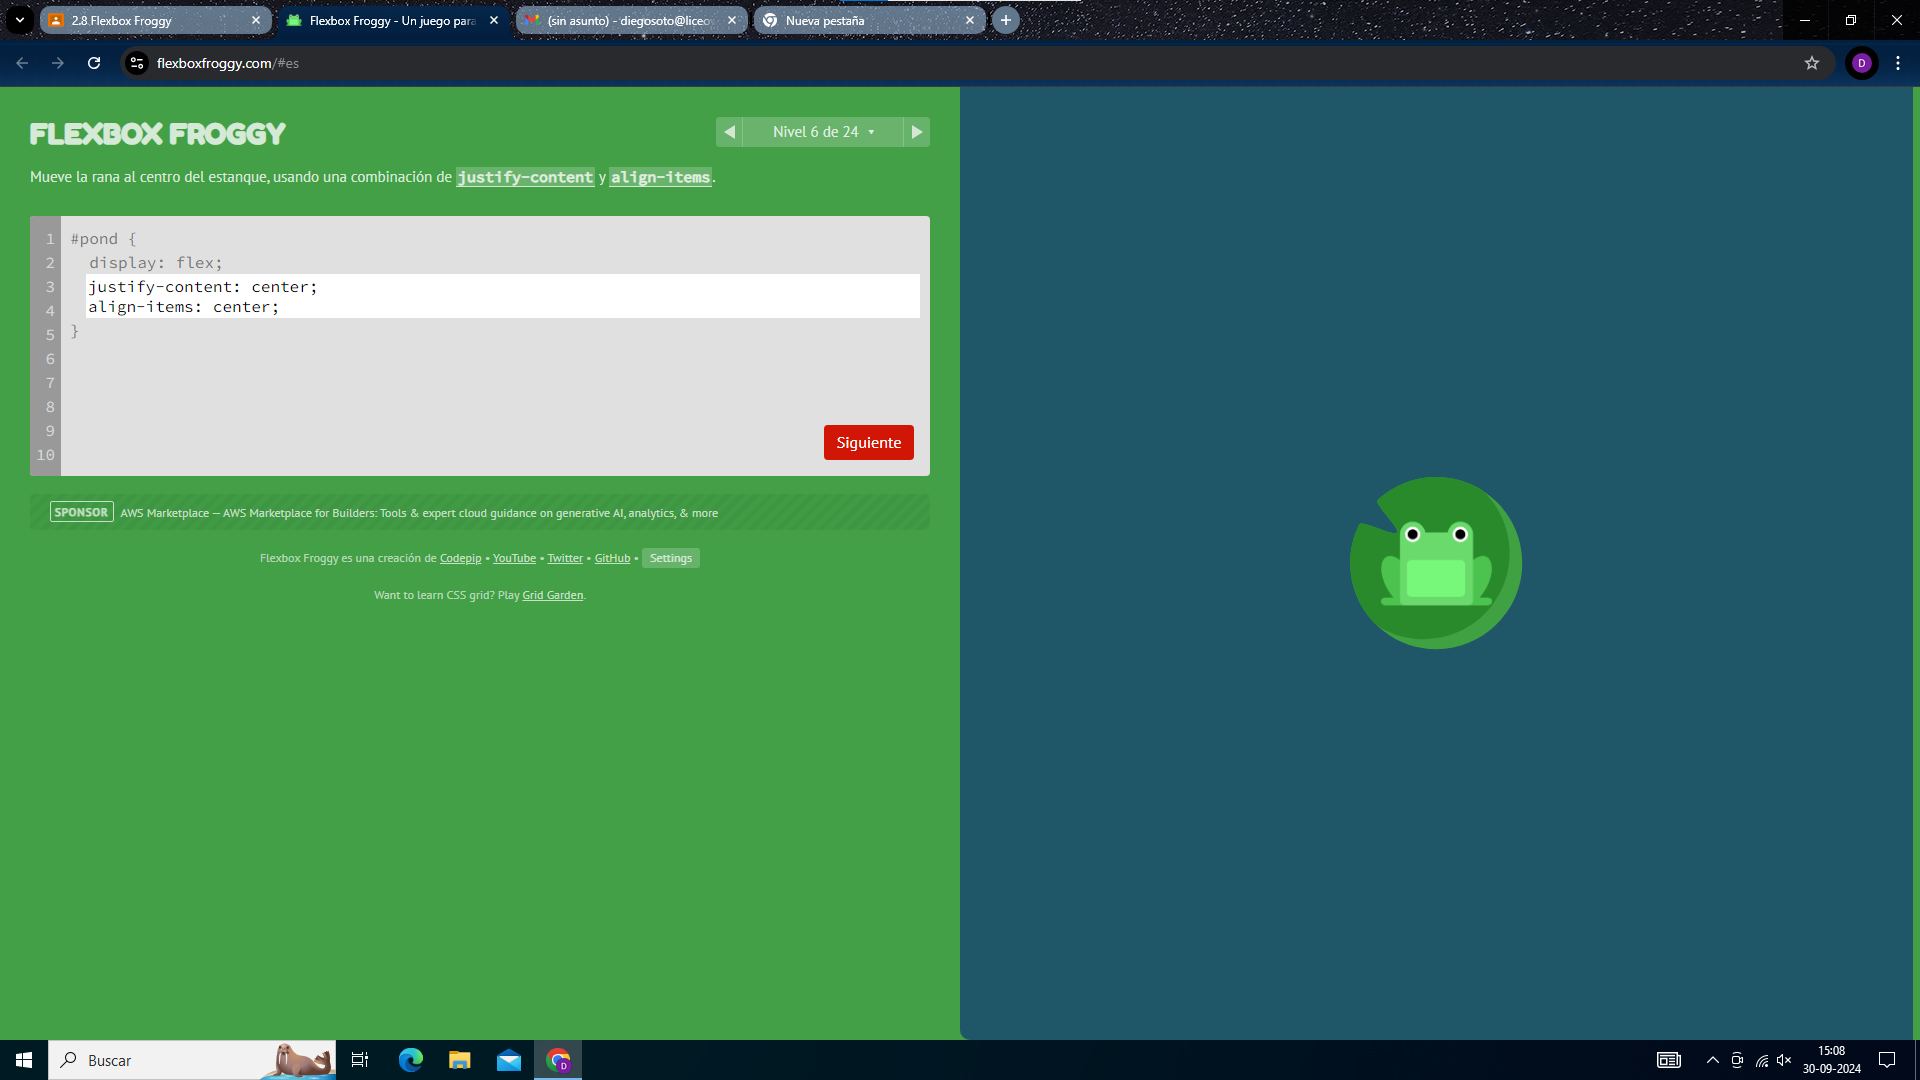 2.8 Flexbox Froggy
Flexbox Froggy - Un juego para
(sin asunto) - diegosoto@liceov
Nueva pestaña
flexboxfroggy.com/#es
D
FLEXBOX FROGGY
Nivel 6 de 24
Mueve la rana al centro del estanque, usando una combinación de justify-content y align-items.
1 #pond {
2 display: flex;
3 justify-content: center;
4 align-items: center;
5 }
6
7
8
9
10
Siguiente
SPONSOR AWS Marketplace — AWS Marketplace for Builders: Tools & expert cloud guidance on generative AI, analytics, & more
Flexbox Froggy es una creación de Codepip • YouTube • Twitter • GitHub • Settings
Want to learn CSS grid? Play Grid Garden.
Buscar
D
15:08
30-09-2024